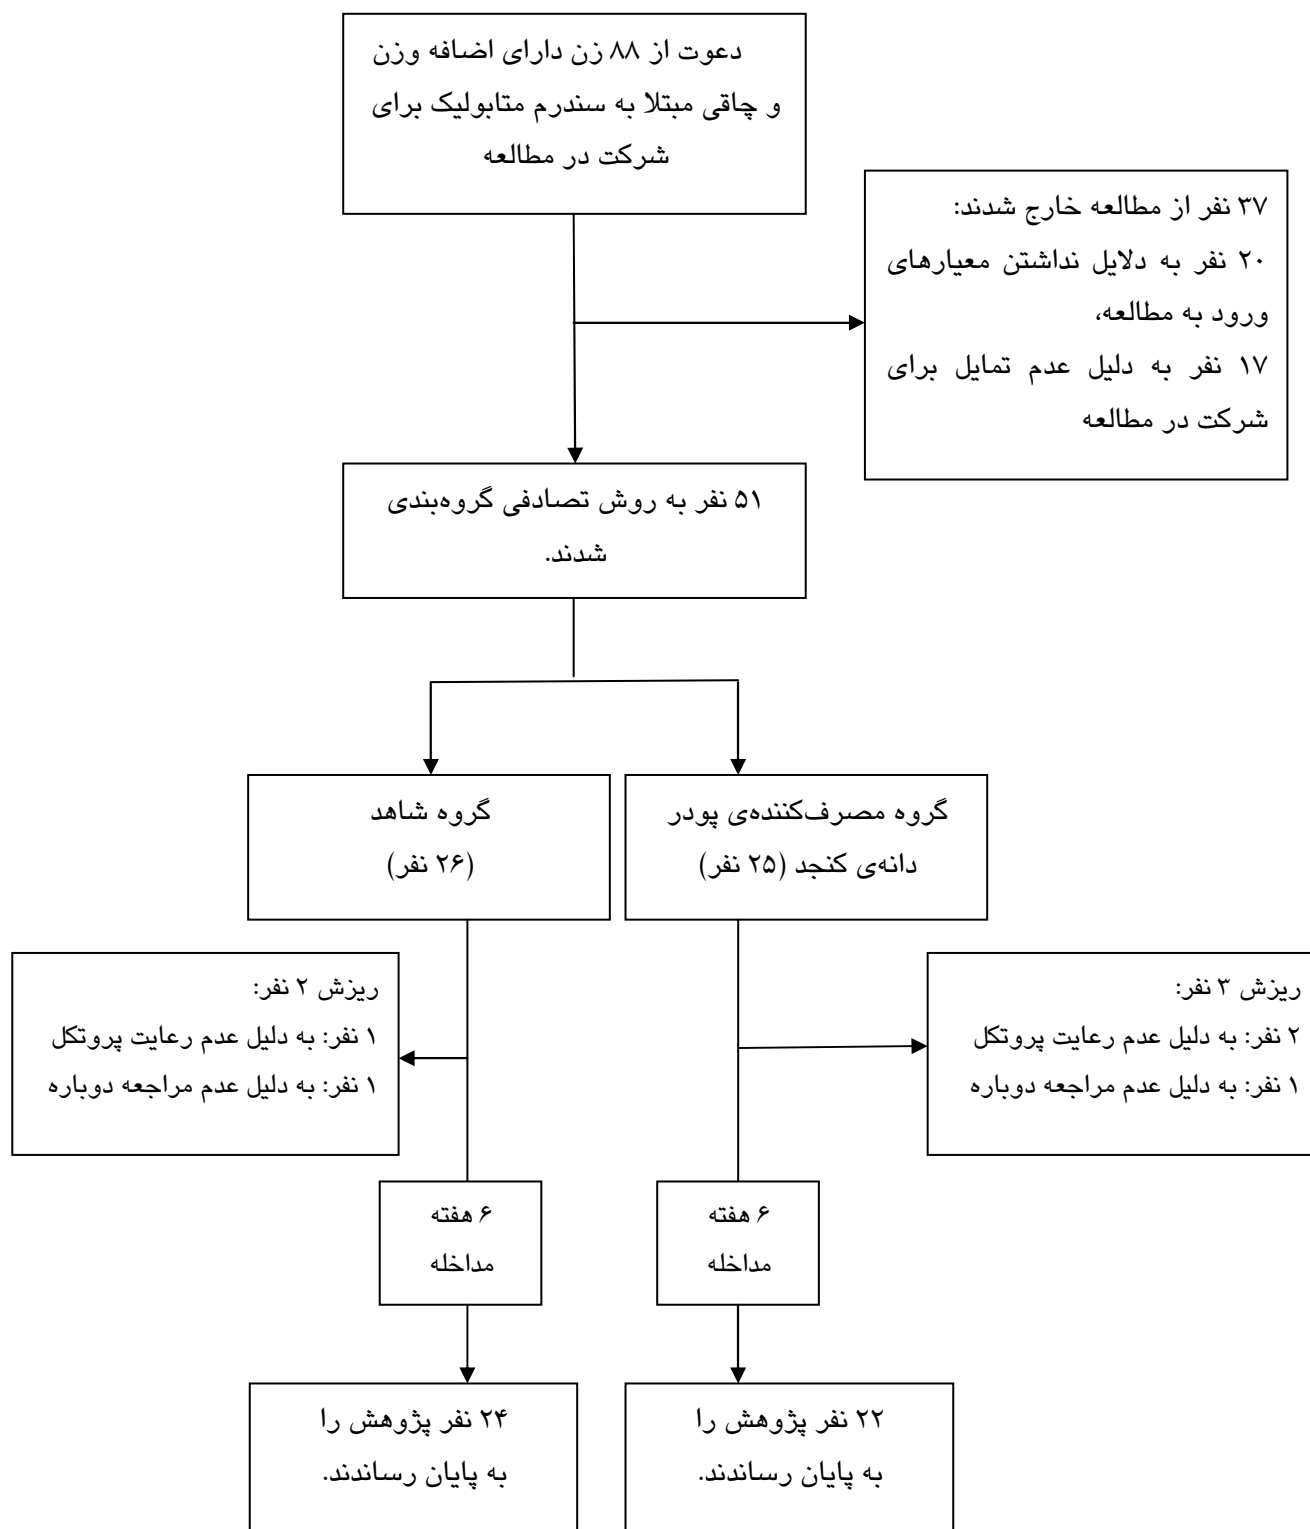 دعوت از ۸۸ زن دارای اضافه وزن
و چاقی مبتلا به سندرم متابولیک برای
شرکت در مطالعه
۳۷ نفر از مطالعه خارج شدند:
۲۰ نفر به دلایل نداشتن معیارهای
ورود به مطالعه،
۱۷ نفر به دلیل عدم تمایل برای
شرکت در مطالعه
۵۱ نفر به روش تصادفی گروه‌بندی
شدند.
گروه مصرف‌کننده‌ی پودر
دانه‌ی کنجد (۲۵ نفر)
گروه شاهد
(۲۶ نفر)
ریزش ۳ نفر:
۲ نفر: به دلیل عدم رعایت پروتکل
۱ نفر: به دلیل عدم مراجعه دوباره
ریزش ۲ نفر:
۱ نفر: به دلیل عدم رعایت پروتکل
۱ نفر: به دلیل عدم مراجعه دوباره
۶ هفته
مداخله
۶ هفته
مداخله
۲۲ نفر پژوهش را
به پایان رساندند.
۲۴ نفر پژوهش را
به پایان رساندند.